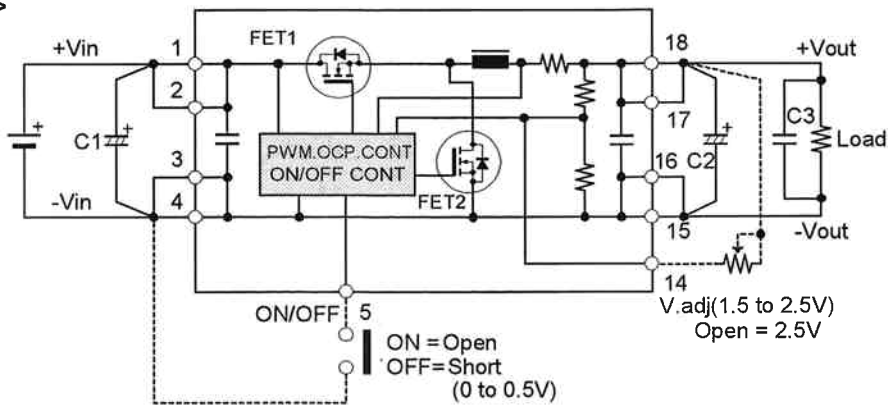 >
+Vin
1
FET1
18
+Vout
2
17
C1
+
+
3
PWM.OCP.CONT
ON/OFF CONT
16
C2
+
C3
Load
-Vin
4
FET2
15
-Vout
14
ON/OFF
5
V.adj(1.5 to 2.5V)
Open = 2.5V
ON =Open
OFF=Short
(0 to 0.5V)